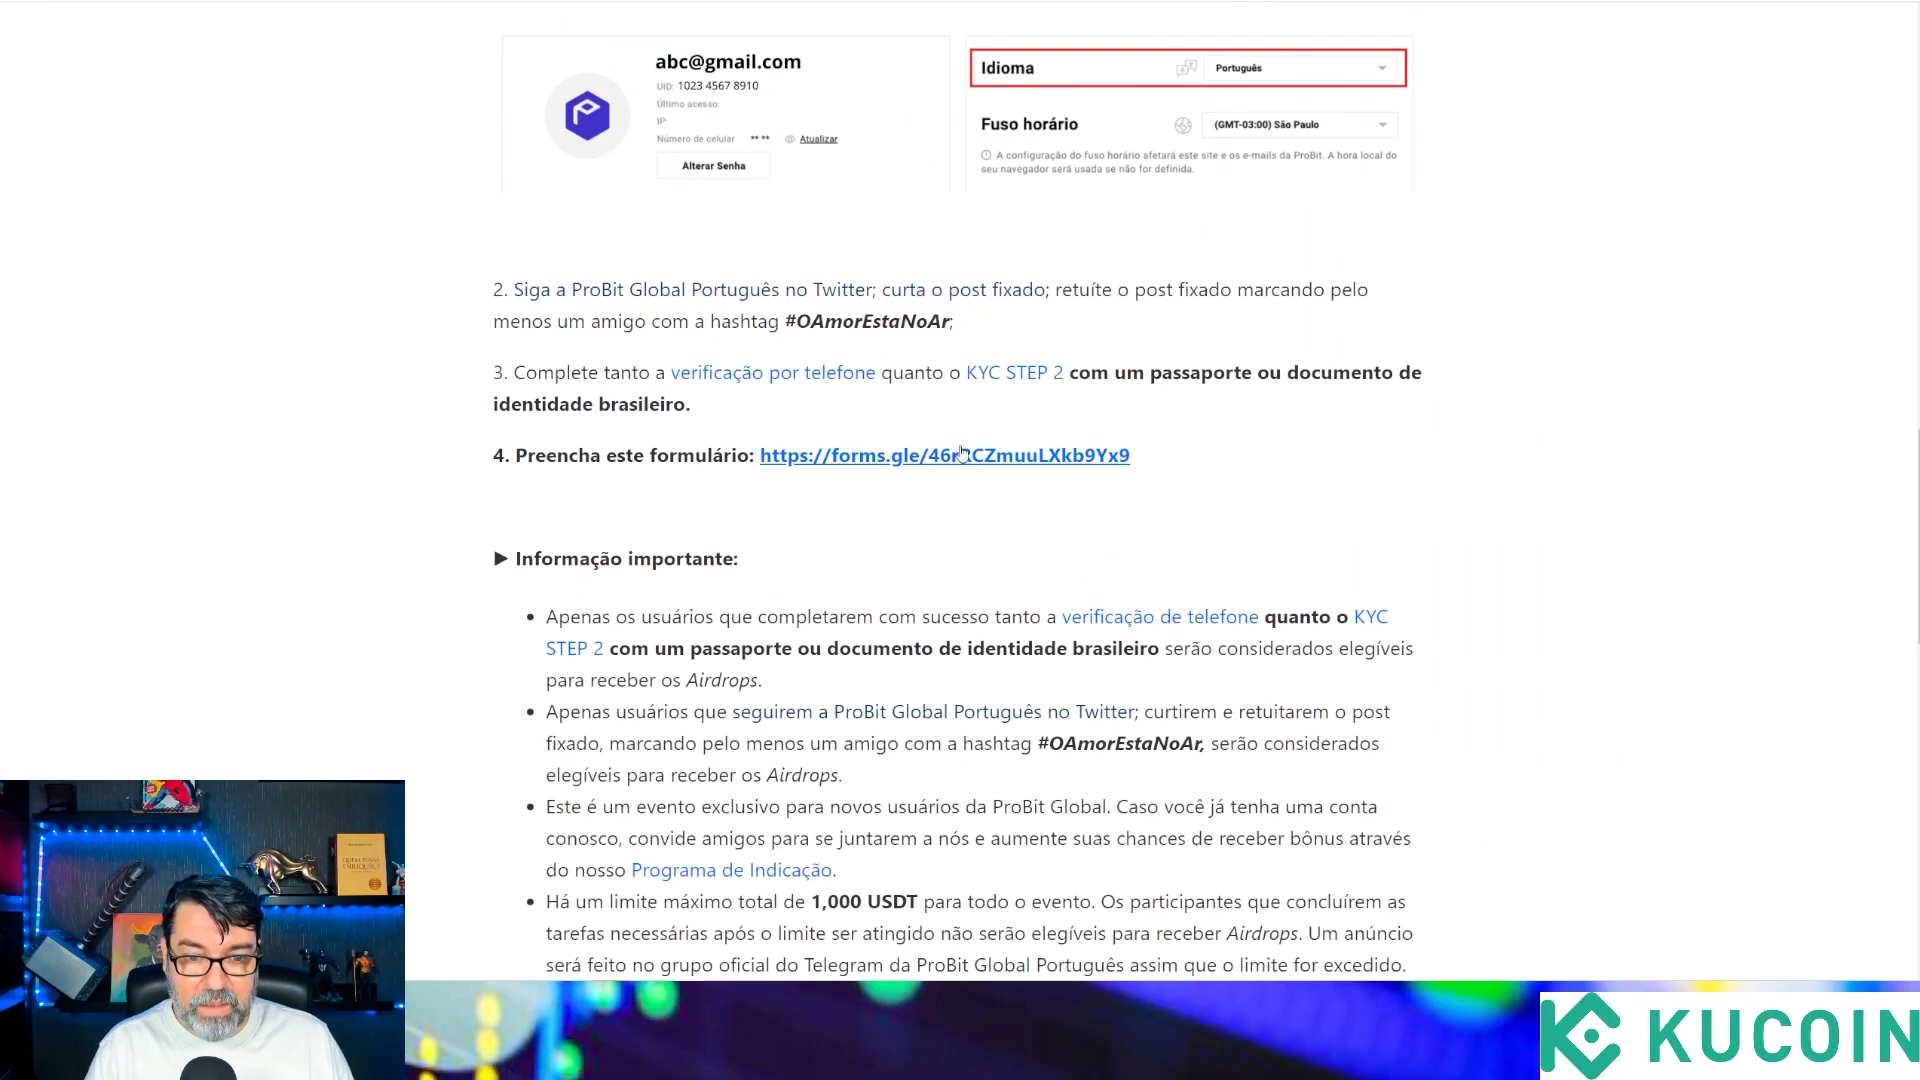 abc@gmail.com
UID: 1023 4567 8910
Último acesso:
IP:
Número de celular ** ** Atualizar
Alterar Senha
Idioma Português
Fuso horário (GMT-03:00) São Paulo
A configuração do fuso horário afetará este site e os e-mails da ProBit. A hora local do
seu navegador será usada se não for definida.
2. Siga a ProBit Global Português no Twitter; curta o post fixado; retuíte o post fixado marcando pelo
menos um amigo com a hashtag #OAmorEstaNoAr;
3. Complete tanto a verificação por telefone quanto o KYC STEP 2 com um passaporte ou documento de
identidade brasileiro.
4. Preencha este formulário:
► Informação importante:
• Apenas os usuários que completarem com sucesso tanto a verificação de telefone quanto o KYC
STEP 2 com um passaporte ou documento de identidade brasileiro serão considerados elegíveis
para receber os Airdrops.
• Apenas usuários que seguirem a ProBit Global Português no Twitter; curtirem e retuitarem o post
fixado, marcando pelo menos um amigo com a hashtag #OAmorEstaNoAr, serão considerados
elegíveis para receber os Airdrops.
• Este é um evento exclusivo para novos usuários da ProBit Global. Caso você já tenha uma conta
conosco, convide amigos para se juntarem a nós e aumente suas chances de receber bônus através
do nosso Programa de Indicação.
• Há um limite máximo total de 1,000 USDT para todo o evento. Os participantes que concluírem as
tarefas necessárias após o limite ser atingido não serão elegíveis para receber Airdrops. Um anúncio
será feito no grupo oficial do Telegram da ProBit Global Português assim que o limite for excedido.
QUEM PENSA
ENRIQUECE
KUCOIN